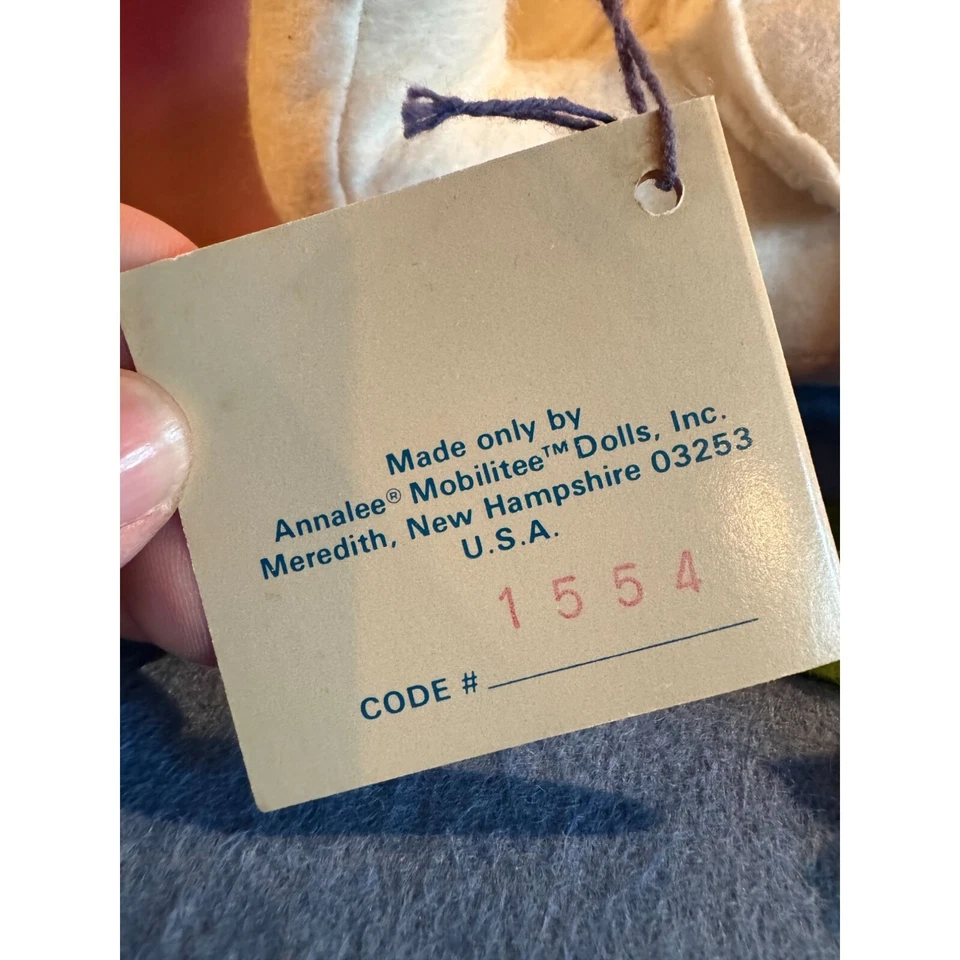 Made only by
Annalee® Mobilitee™ Dolls, Inc.
Meredith, New Hampshire 03253
U.S.A.
1554
CODE #